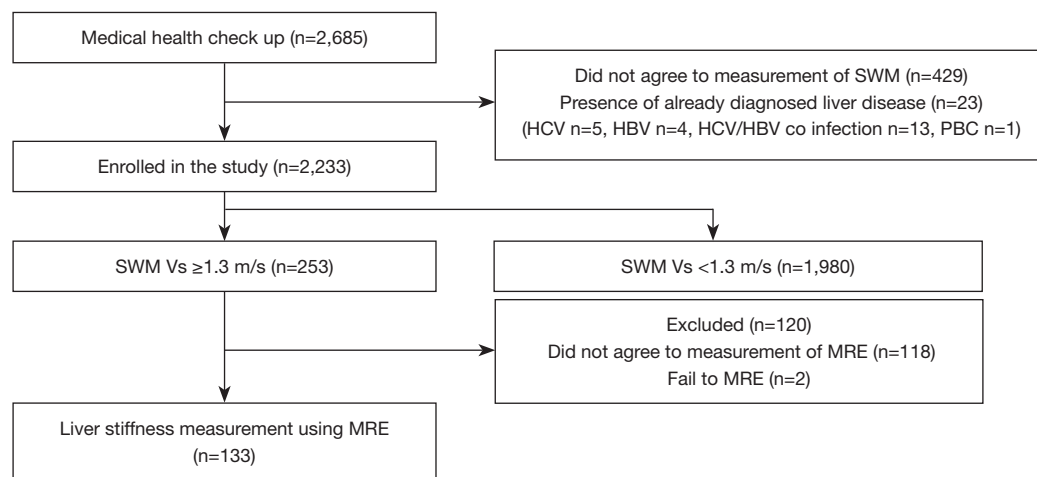 Medical health check up (n=2,685)
Did not agree to measurement of SWM (n=429)
Presence of already diagnosed liver disease (n=23)
(HCV n=5, HBV n=4, HCV/HBV co infection n=13, PBC n=1)
Enrolled in the study (n=2,233)
SWM Vs ≥1.3 m/s (n=253)
SWM Vs <1.3 m/s (n=1,980)
Excluded (n=120)
Did not agree to measurement of MRE (n=118)
Fail to MRE (n=2)
Liver stiffness measurement using MRE
(n=133)